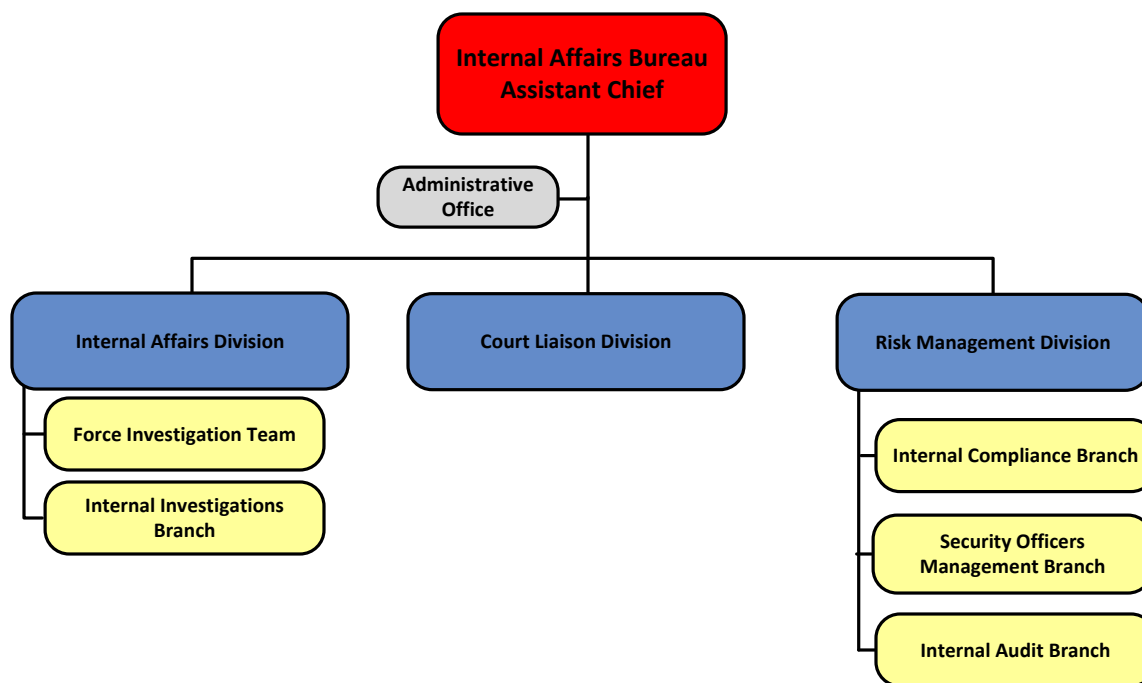 Internal Affairs Bureau
Assistant Chief
Administrative
Office
Internal Affairs Division
Court Liaison Division
Risk Management Division
Force Investigation Team
Internal Investigations
Branch
Internal Compliance Branch
Security Officers
Management Branch
Internal Audit Branch